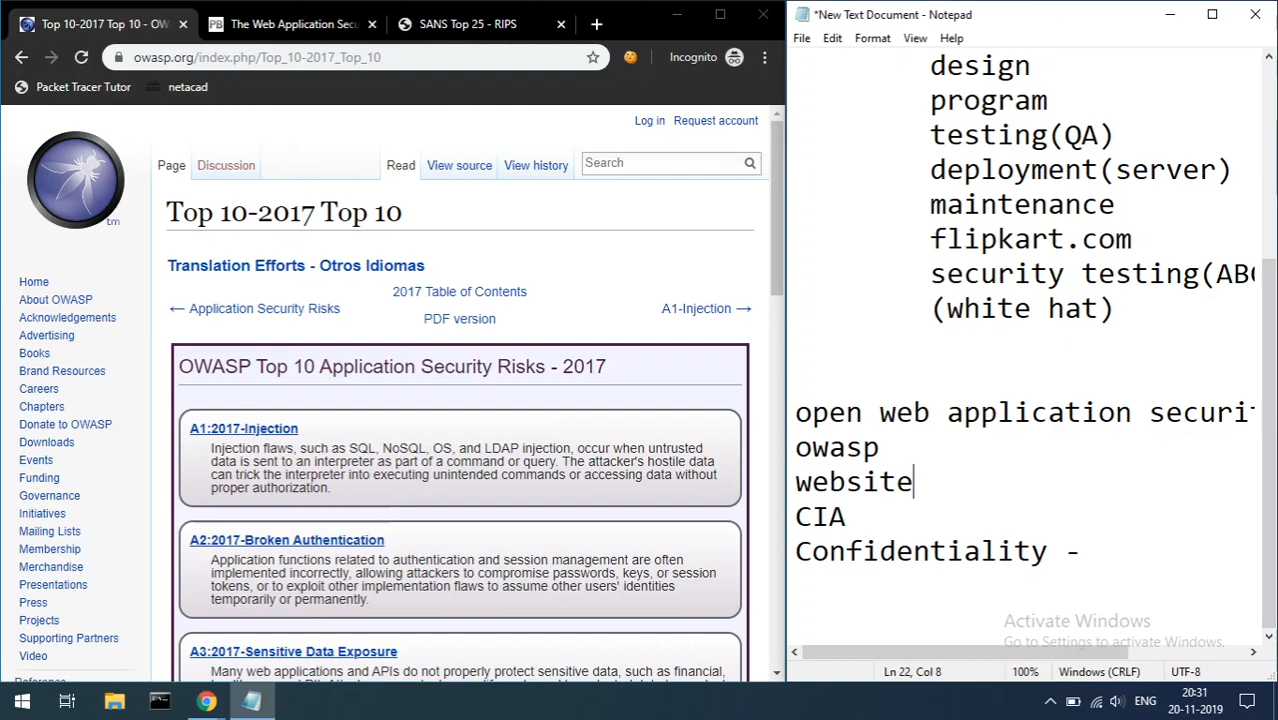 Top 10-2017 Top 10 - OW
The Web Application Secu
SANS Top 25 - RIPS
owasp.org/index.php/Top_10-2017_Top_10
Incognito
Packet Tracer Tutor
netacad
Log in Request account
Page Discussion Read View source View history Search
tm
Top 10-2017 Top 10
Translation Efforts - Otros Idiomas
← Application Security Risks
2017 Table of Contents
PDF version
A1-Injection →
Home
About OWASP
Acknowledgements
Advertising
Books
Brand Resources
Careers
Chapters
Donate to OWASP
Downloads
Events
Funding
Governance
Initiatives
Mailing Lists
Membership
Merchandise
Presentations
Press
Projects
Supporting Partners
Video
Reference
OWASP Top 10 Application Security Risks - 2017
A1:2017-Injection
Injection flaws, such as SQL, NoSQL, OS, and LDAP injection, occur when untrusted
data is sent to an interpreter as part of a command or query. The attacker's hostile data
can trick the interpreter into executing unintended commands or accessing data without
proper authorization.
A2:2017-Broken Authentication
Application functions related to authentication and session management are often
implemented incorrectly, allowing attackers to compromise passwords, keys, or session
tokens, or to exploit other implementation flaws to assume other users' identities
temporarily or permanently.
A3:2017-Sensitive Data Exposure
Many web applications and APIs do not properly protect sensitive data, such as financial,
*New Text Document - Notepad
File Edit Format View Help
design
program
testing(QA)
deployment(server)
maintenance
flipkart.com
security testing(ABC
(white hat)
open web application securit
owasp
website
CIA
Confidentiality -
Activate Windows
Go to Settings to activate Windows.
Ln 22, Col 8 100% Windows (CRLF) UTF-8
ENG
20:31
20-11-2019